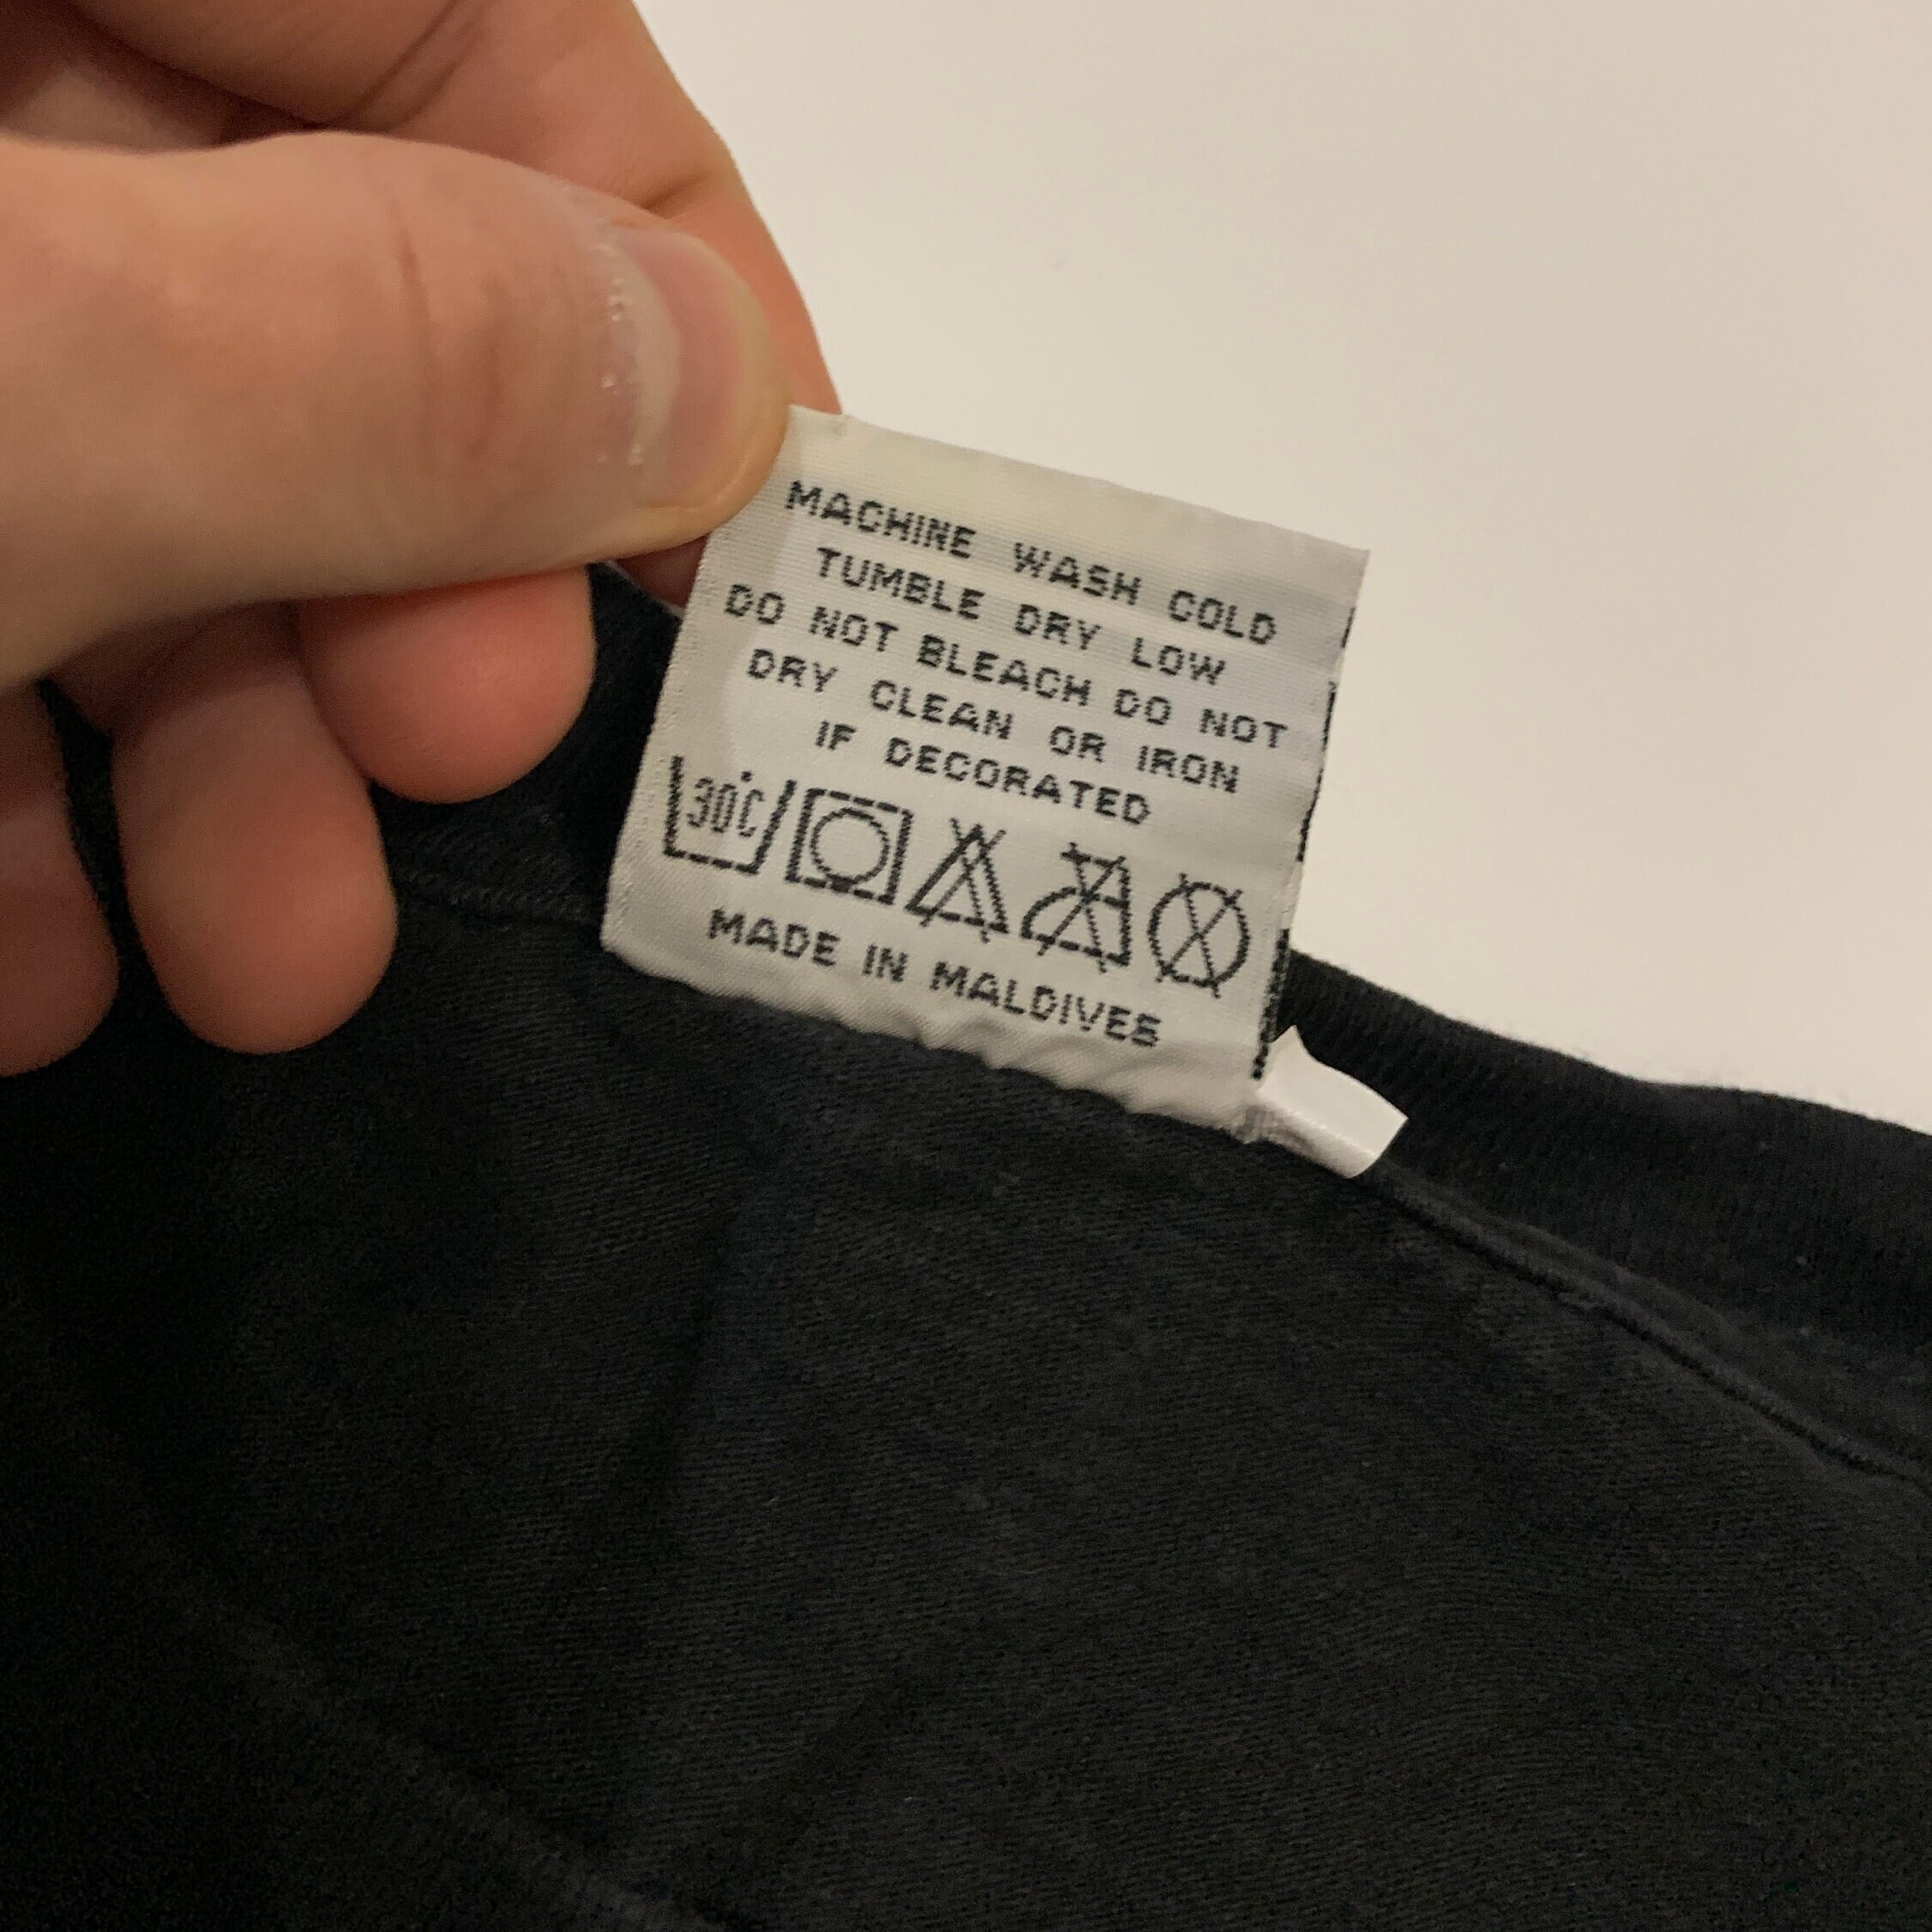 MACHINE WASH COLD
TUMBLE DRY LOW
DO NOT BLEACH DO NOT
DRY CLEAN OR IRON
IF DECORATED
30°C
MADE IN MALDIVES